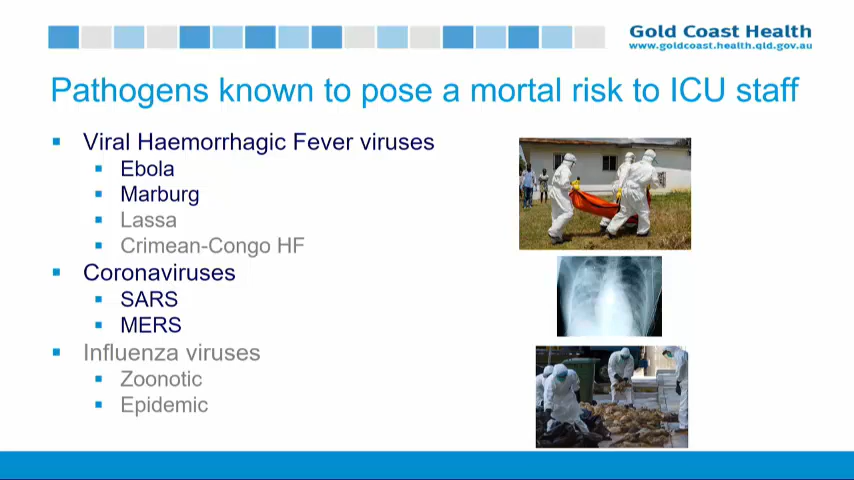 Gold Coast Health
www.goldcoast.health.qld.gov.au
Pathogens known to pose a mortal risk to ICU staff
Viral Haemorrhagic Fever viruses
Ebola
Marburg
Lassa
Crimean-Congo HF
Coronaviruses
SARS
MERS
Influenza viruses
Zoonotic
Epidemic